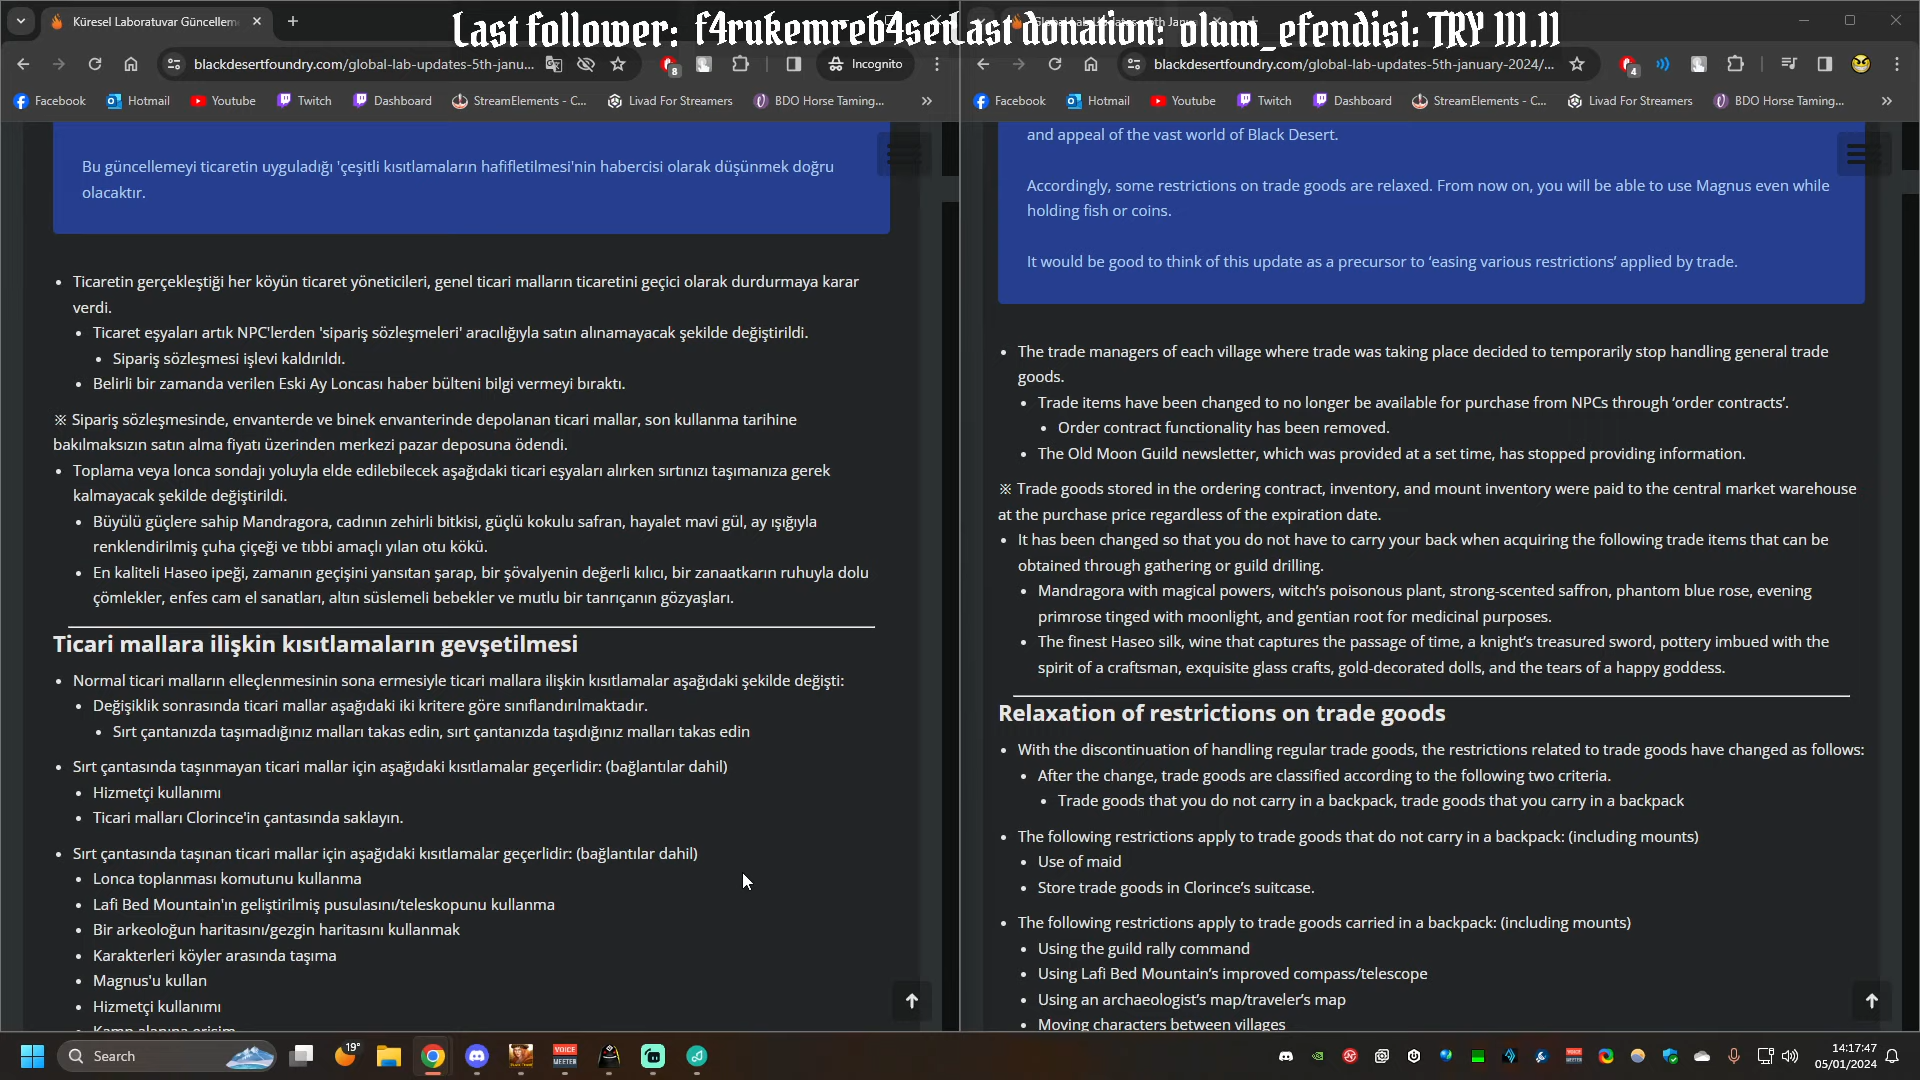 Last follower: f4rukemreb4ser
Last donation: olum_efendisi: TRY 111.11
Küresel Laboratuvar Güncellem
blackdesertfoundry.com/global-lab-updates-5th-janu...
8
Incognito
Facebook
Hotmail
Youtube
Twitch
Dashboard
StreamElements - C...
Livad For Streamers
BDO Horse Taming...
Bu güncellemeyi ticaretin uyguladığı 'çeşitli kısıtlamaların hafifletilmesi'nin habercisi olarak düşünmek doğru
olacaktır.
Ticaretin gerçekleştiği her köyün ticaret yöneticileri, genel ticari malların ticaretini geçici olarak durdurmaya karar
verdi.
Ticaret eşyaları artık NPC'lerden 'sipariş sözleşmeleri' aracılığıyla satın alınamayacak şekilde değiştirildi.
Sipariş sözleşmesi işlevi kaldırıldı.
Belirli bir zamanda verilen Eski Ay Loncası haber bülteni bilgi vermeyi bıraktı.
※ Sipariş sözleşmesinde, envanterde ve binek envanterinde depolanan ticari mallar, son kullanma tarihine
bakılmaksızın satın alma fiyatı üzerinden merkezi pazar deposuna ödendi.
Toplama veya lonca sondajı yoluyla elde edilebilecek aşağıdaki ticari eşyaları alırken sırtınızı taşımanıza gerek
kalmayacak şekilde değiştirildi.
Büyülü güçlere sahip Mandragora, cadının zehirli bitkisi, güçlü kokulu safran, hayalet mavi gül, ay ışığıyla
renklendirilmiş çuha çiçeği ve tıbbi amaçlı yılan otu kökü.
En kaliteli Haseo ipeği, zamanın geçişini yansıtan şarap, bir şövalyenin değerli kılıcı, bir zanaatkarın ruhuyla dolu
çömlekler, enfes cam el sanatları, altın süslemeli bebekler ve mutlu bir tanrıçanın gözyaşları.
Ticari mallara ilişkin kısıtlamaların gevşetilmesi
Normal ticari malların elleçlenmesinin sona ermesiyle ticari mallara ilişkin kısıtlamalar aşağıdaki şekilde değişti:
Değişiklik sonrasında ticari mallar aşağıdaki iki kritere göre sınıflandırılmaktadır.
Sırt çantanızda taşımadığınız malları takas edin, sırt çantanızda taşıdığınız malları takas edin
Sırt çantasında taşınmayan ticari mallar için aşağıdaki kısıtlamalar geçerlidir: (bağlantılar dahil)
Hizmetçi kullanımı
Ticari malları Clorince'in çantasında saklayın.
Sırt çantasında taşınan ticari mallar için aşağıdaki kısıtlamalar geçerlidir: (bağlantılar dahil)
Lonca toplanması komutunu kullanma
Lafi Bed Mountain'ın geliştirilmiş pusulasını/teleskopunu kullanma
Bir arkeoloğun haritasını/gezgin haritasını kullanmak
Karakterleri köyler arasında taşıma
Magnus'u kullan
Hizmetçi kullanımı
Kamp alanına erişim
blackdesertfoundry.com/global-lab-updates-5th-january-2024/...
4
Facebook
Hotmail
Youtube
Twitch
Dashboard
StreamElements - C...
Livad For Streamers
BDO Horse Taming...
and appeal of the vast world of Black Desert.
Accordingly, some restrictions on trade goods are relaxed. From now on, you will be able to use Magnus even while
holding fish or coins.
It would be good to think of this update as a precursor to ‘easing various restrictions’ applied by trade.
The trade managers of each village where trade was taking place decided to temporarily stop handling general trade
goods.
Trade items have been changed to no longer be available for purchase from NPCs through ‘order contracts’.
Order contract functionality has been removed.
The Old Moon Guild newsletter, which was provided at a set time, has stopped providing information.
※ Trade goods stored in the ordering contract, inventory, and mount inventory were paid to the central market warehouse
at the purchase price regardless of the expiration date.
It has been changed so that you do not have to carry your back when acquiring the following trade items that can be
obtained through gathering or guild drilling.
Mandragora with magical powers, witch’s poisonous plant, strong-scented saffron, phantom blue rose, evening
primrose tinged with moonlight, and gentian root for medicinal purposes.
The finest Haseo silk, wine that captures the passage of time, a knight’s treasured sword, pottery imbued with the
spirit of a craftsman, exquisite glass crafts, gold-decorated dolls, and the tears of a happy goddess.
Relaxation of restrictions on trade goods
With the discontinuation of handling regular trade goods, the restrictions related to trade goods have changed as follows:
After the change, trade goods are classified according to the following two criteria.
Trade goods that you do not carry in a backpack, trade goods that you carry in a backpack
The following restrictions apply to trade goods that do not carry in a backpack: (including mounts)
Use of maid
Store trade goods in Clorince’s suitcase.
The following restrictions apply to trade goods carried in a backpack: (including mounts)
Using the guild rally command
Using Lafi Bed Mountain’s improved compass/telescope
Using an archaeologist’s map/traveler’s map
Moving characters between villages
Search
19°
VOICE
MEETER
14:17:47
05/01/2024